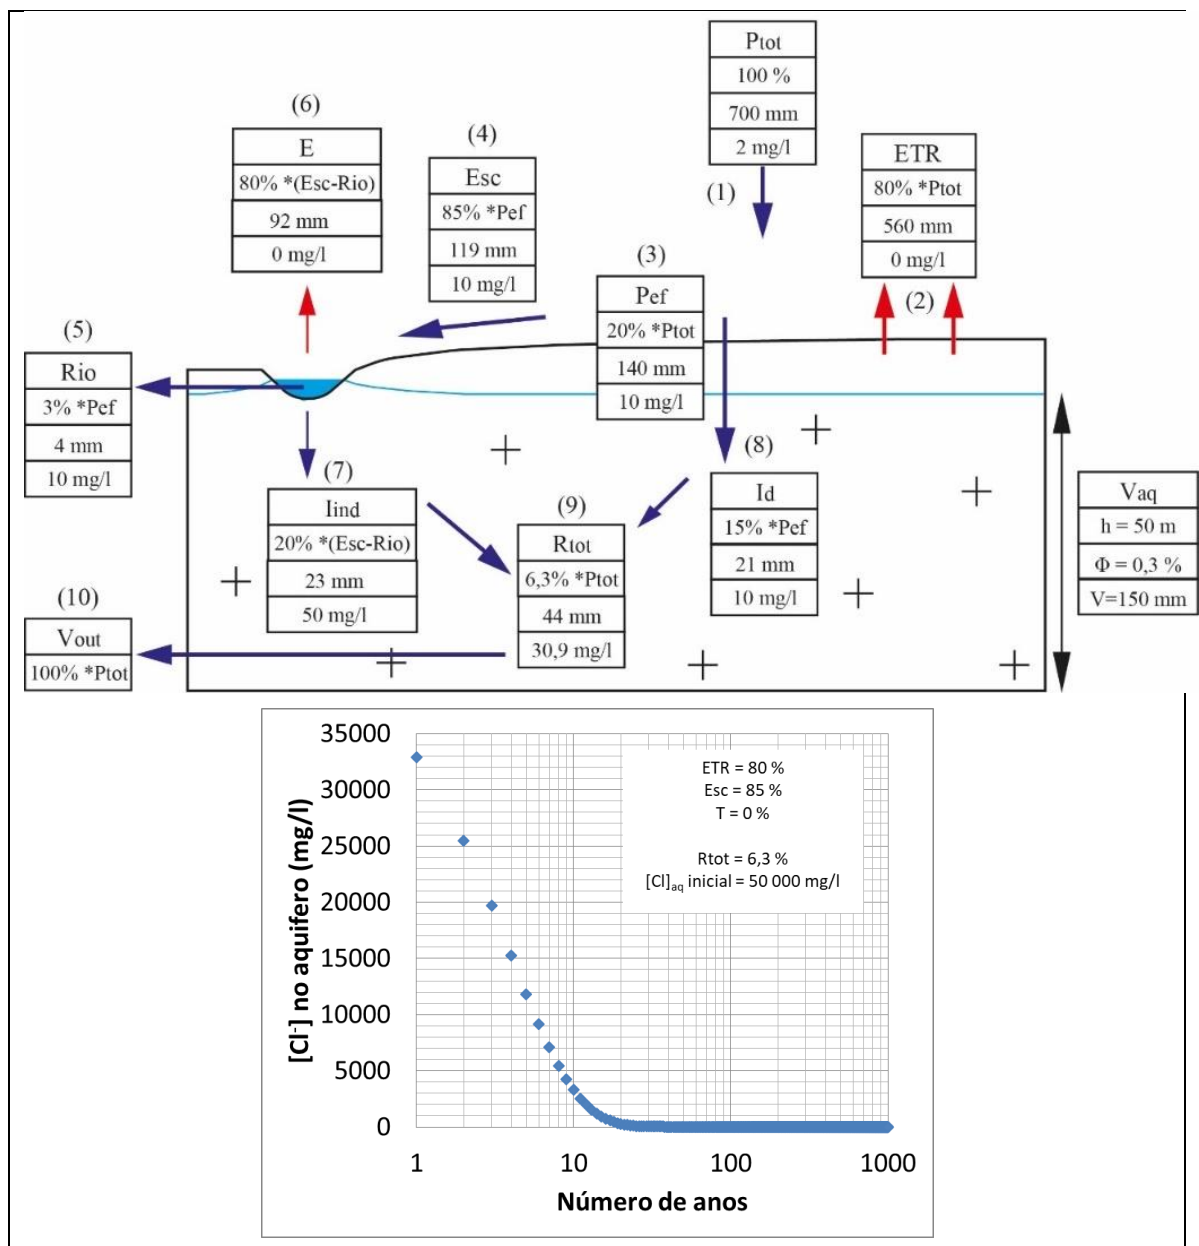 (1)
Ptot
100 %
700 mm
2 mg/l
(2)
ETR
80% *Ptot
560 mm
0 mg/l
(3)
Pef
20% *Ptot
140 mm
10 mg/l
(4)
Esc
85% *Pef
119 mm
10 mg/l
(5)
Rio
3% *Pef
4 mm
10 mg/l
(6)
E
80% *(Esc-Rio)
92 mm
0 mg/l
(7)
Iind
20% *(Esc-Rio)
23 mm
50 mg/l
(8)
Id
15% *Pef
21 mm
10 mg/l
(9)
Rtot
6,3% *Ptot
44 mm
30,9 mg/l
(10)
Vout
100% *Ptot
Vaq
h = 50 m
Φ = 0,3 %
V=150 mm
35000
30000
25000
20000
15000
10000
5000
0
[Cl-] no aquifero (mg/l)
ETR = 80 %
Esc = 85 %
T = 0 %
Rtot = 6,3 %
[Cl]aq inicial = 50 000 mg/l
1
10
100
1000
Número de anos